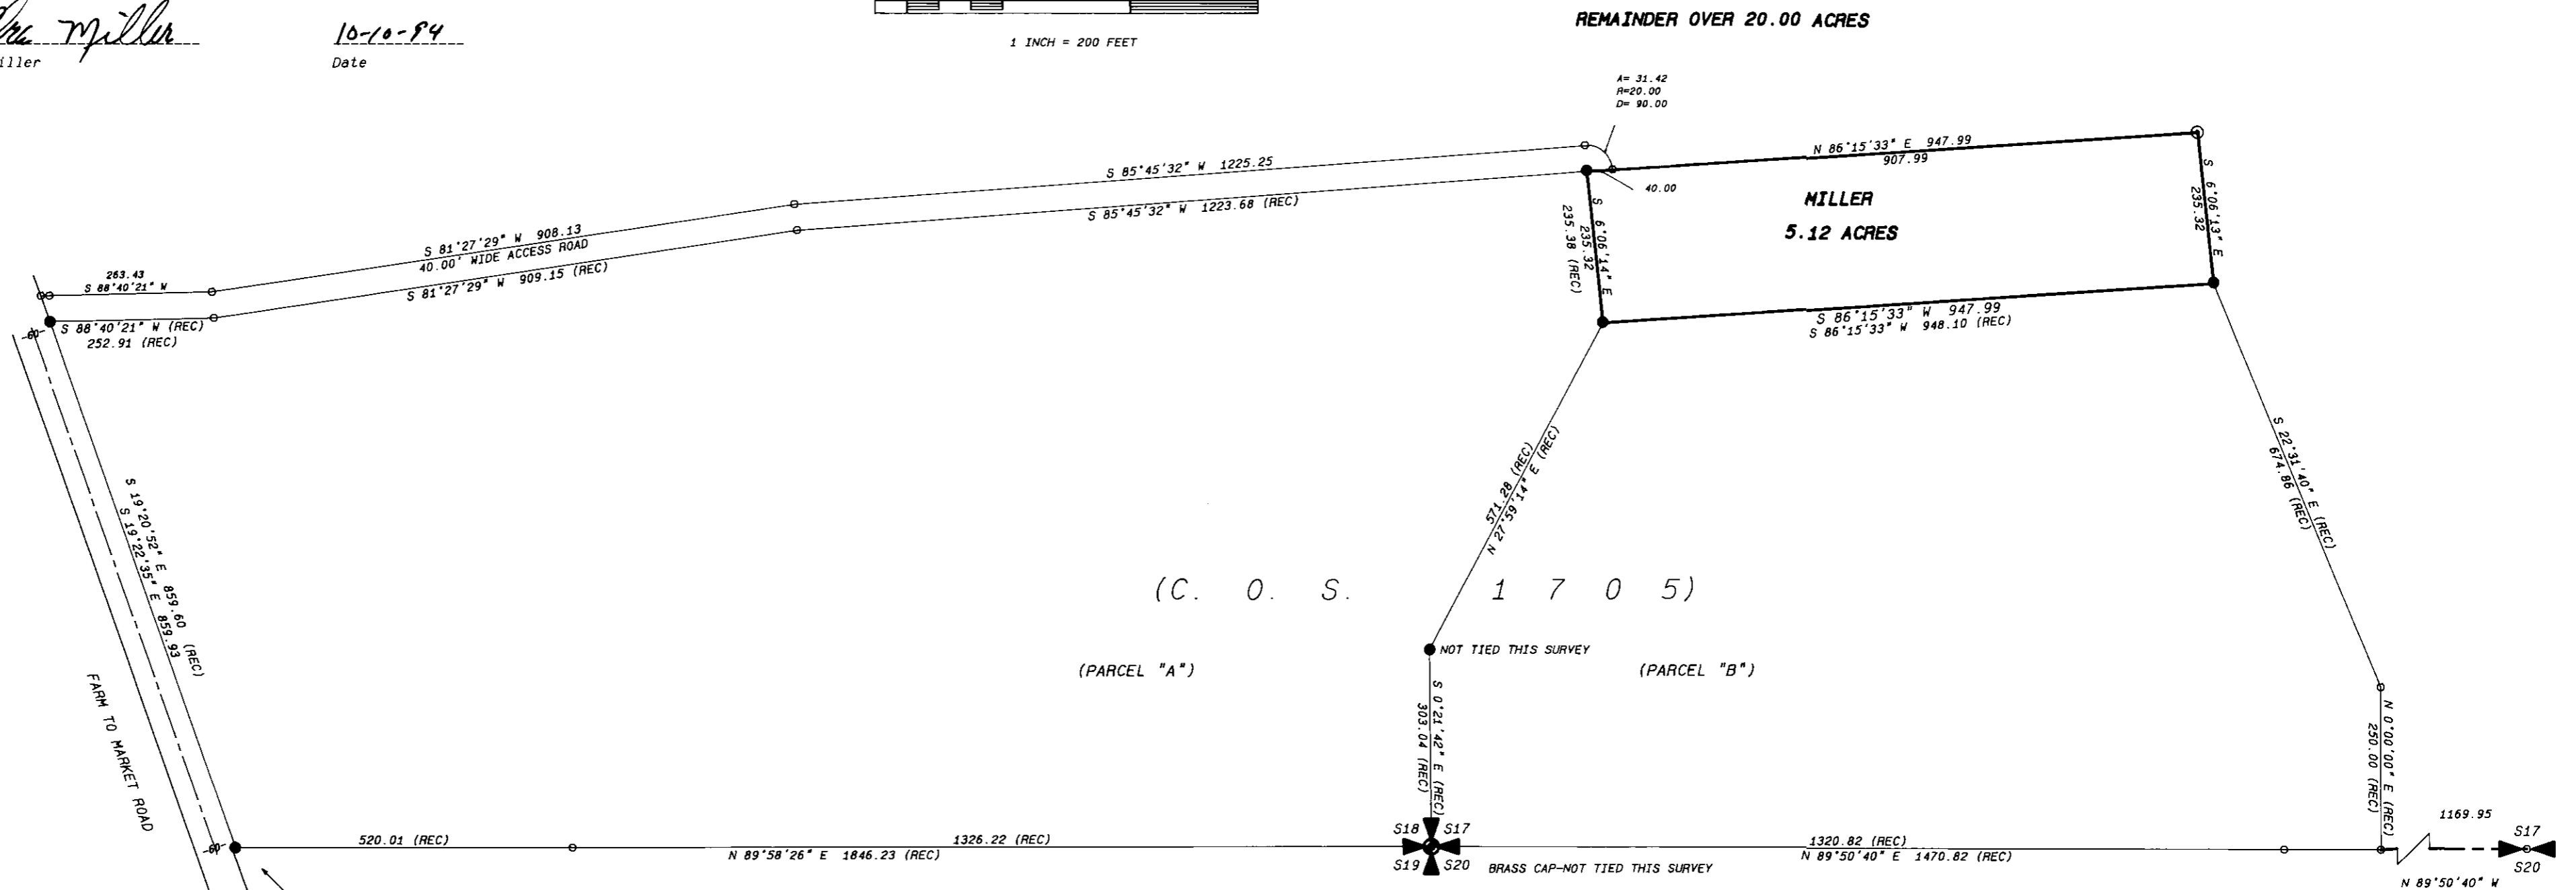 Miller
10-10-94
iller
Date
1 INCH = 200 FEET
REMAINDER OVER 20.00 ACRES
A= 31.42
R=20.00
D= 90.00
N 86°15'33" E 947.99
907.99
40.00
MILLER
5.12 ACRES
S 6°06'13" E
235.32
S 6°06'14" E
235.32
235.38 (REC)
S 86°15'33" W 947.99
S 86°15'33" W 948.10 (REC)
S 85°45'32" W 1225.25
S 85°45'32" W 1223.68 (REC)
S 81°27'29" W 908.13
40.00' WIDE ACCESS ROAD
S 81°27'29" W 909.15 (REC)
263.43
S 88°40'21" W
S 88°40'21" W (REC)
252.91 (REC)
-60-
S 19°20'52" E 859.60 (REC)
S 19°22'35" E 859.93
FARM TO MARKET ROAD
571.28 (REC)
N 27°59'14" E (REC)
S 22°31'40" E (REC)
674.86 (REC)
(C. O. S. 1 7 0 5)
NOT TIED THIS SURVEY
(PARCEL "A")
(PARCEL "B")
S 0°21'42" E (REC)
303.04 (REC)
N 0°00'00" E (REC)
250.00 (REC)
-60-
520.01 (REC)
1326.22 (REC)
N 89°58'26" E 1846.23 (REC)
S18 S17
S19 S20
BRASS CAP-NOT TIED THIS SURVEY
1320.82 (REC)
N 89°50'40" E 1470.82 (REC)
1169.95
S17
S20
N 89°50'40" W